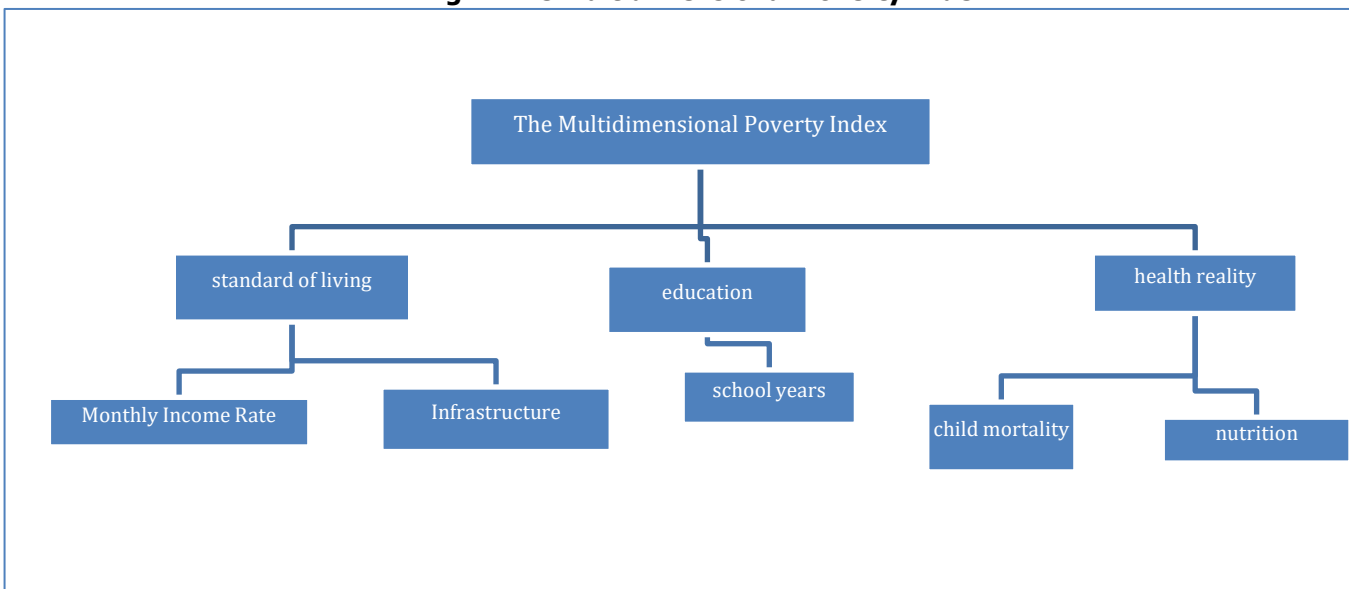 The Multidimensional Poverty Index
standard of living
education
health reality
Monthly Income Rate
Infrastructure
school years
child mortality
nutrition